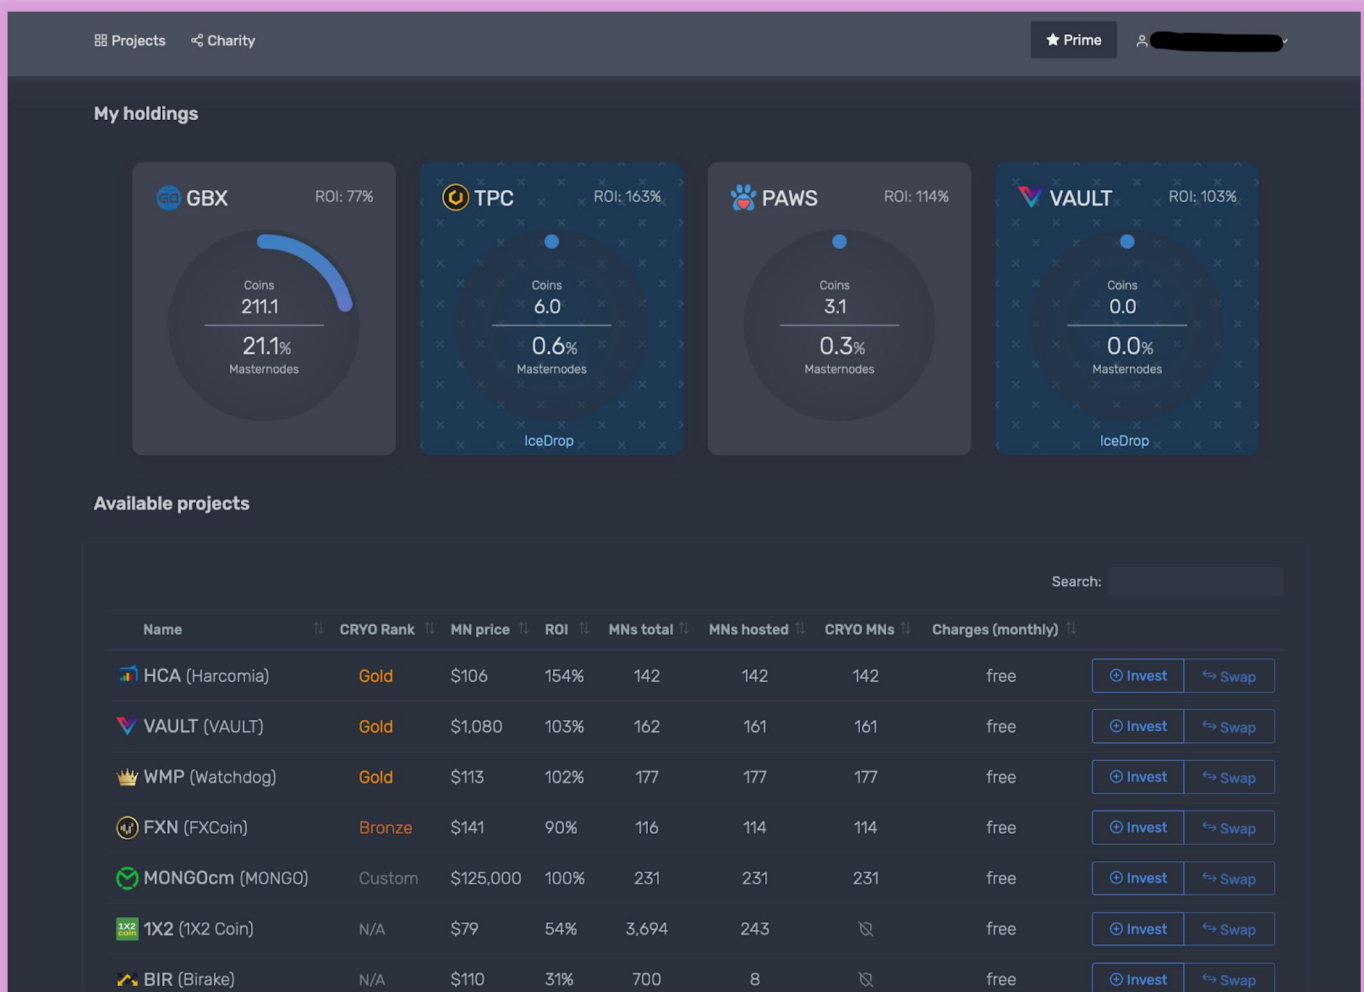 Projects Charity Prime
My holdings
GBX ROI: 77%
Coins
211.1
21.1%
Masternodes
TPC ROI: 163%
Coins
6.0
0.6%
Masternodes
IceDrop
PAWS ROI: 114%
Coins
3.1
0.3%
Masternodes
VAULT ROI: 103%
Coins
0.0
0.0%
Masternodes
IceDrop
Available projects
Search:
Name CRYO Rank MN price ROI MNs total MNs hosted CRYO MNs Charges (monthly)
HCA (Harcomia) Gold $106 154% 142 142 142 free Invest Swap
VAULT (VAULT) Gold $1,080 103% 162 161 161 free Invest Swap
WMP (Watchdog) Gold $113 102% 177 177 177 free Invest Swap
FXN (FXCoin) Bronze $141 90% 116 114 114 free Invest Swap
MONGOcm (MONGO) Custom $125,000 100% 231 231 231 free Invest Swap
1X2 coin 1X2 (1X2 Coin) N/A $79 54% 3,694 243 free Invest Swap
BIR (Birake) N/A $110 31% 700 8 free Invest Swap